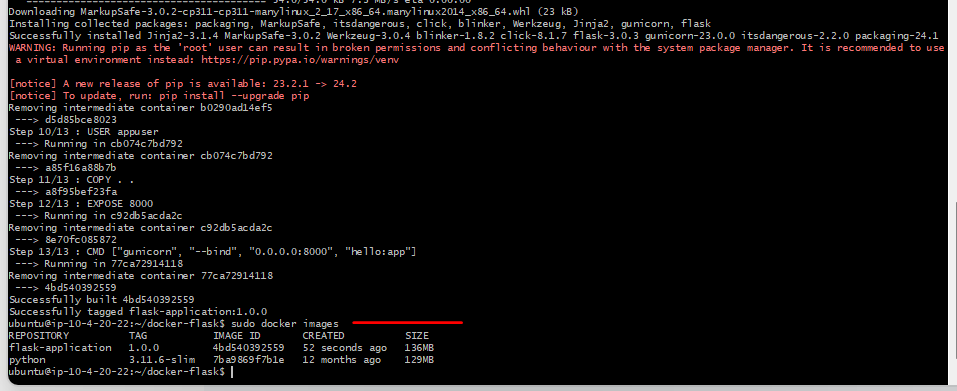 Downloading MarkupSafe-3.0.2-cp311-cp311-manylinux_2_17_x86_64.manylinux2014_x86_64.whl (23 kB)
Installing collected packages: packaging, MarkupSafe, itsdangerous, click, blinker, Werkzeug, Jinja2, gunicorn, flask
Successfully installed Jinja2-3.1.4 MarkupSafe-3.0.2 Werkzeug-3.0.4 blinker-1.8.2 click-8.1.7 flask-3.0.3 gunicorn-23.0.0 itsdangerous-2.2.0 packaging-24.1
WARNING: Running pip as the 'root' user can result in broken permissions and conflicting behaviour with the system package manager. It is recommended to use
a virtual environment instead: https://pip.pypa.io/warnings/venv
[notice] A new release of pip is available: 23.2.1 -> 24.2
[notice] To update, run: pip install --upgrade pip
Removing intermediate container b0290ad14ef5
---> d5d85bce8023
Step 10/13 : USER appuser
---> Running in cb074c7bd792
Removing intermediate container cb074c7bd792
---> a85f16a88b7b
Step 11/13 : COPY . .
---> a8f95bef23fa
Step 12/13 : EXPOSE 8000
---> Running in c92db5acda2c
Removing intermediate container c92db5acda2c
---> 8e70fc085872
Step 13/13 : CMD ["gunicorn", "--bind", "0.0.0.0:8000", "hello:app"]
---> Running in 77ca72914118
Removing intermediate container 77ca72914118
---> 4bd540392559
Successfully built 4bd540392559
Successfully tagged flask-application:1.0.0
ubuntu@ip-10-4-20-22:~/docker-flask$ sudo docker images
REPOSITORY TAG IMAGE ID CREATED SIZE
flask-application 1.0.0 4bd540392559 52 seconds ago 136MB
python 3.11.6-slim 7ba9869f7b1e 12 months ago 129MB
ubuntu@ip-10-4-20-22:~/docker-flask$